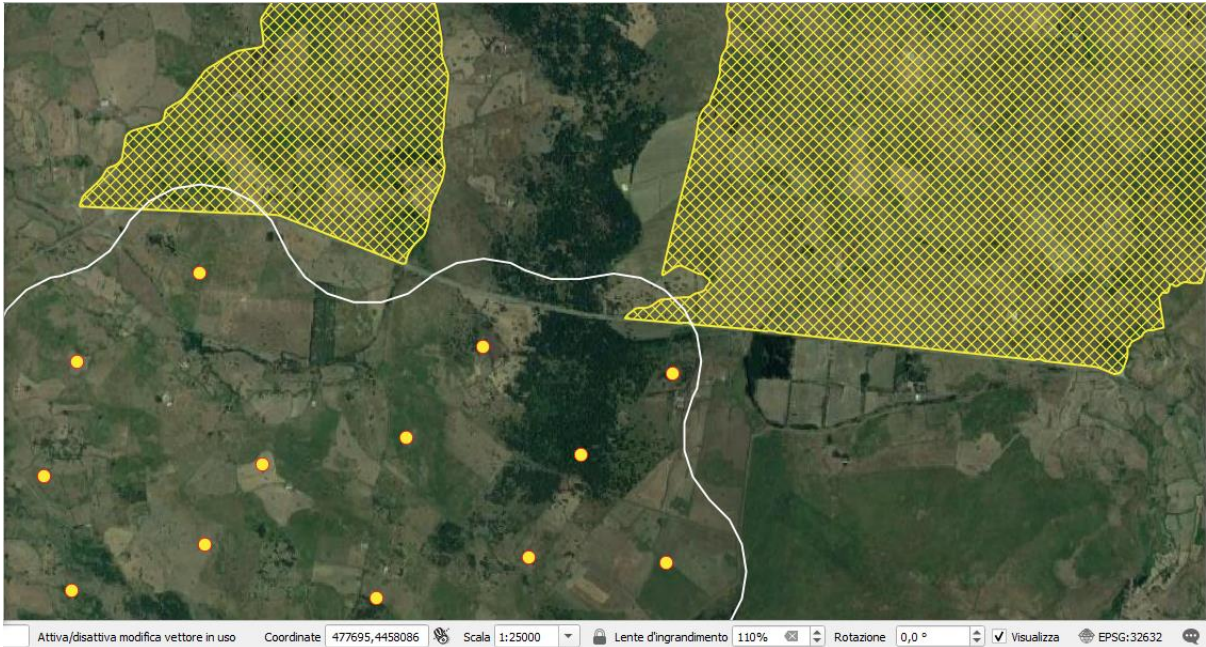 Attiva/disattiva modifica vettore in uso Coordinate 477695,4458086 Scala 1:25000 Lente d'ingrandimento 110% Rotazione 0,0 ° Visualizza EPSG:32632